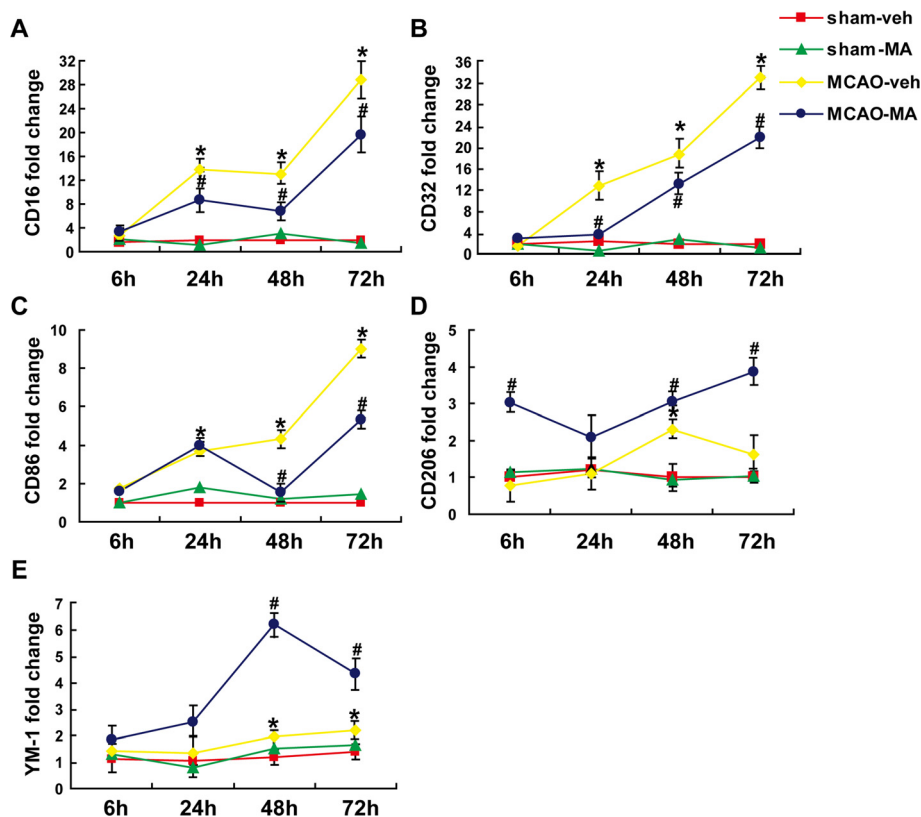 A
B
sham-veh
sham-MA
MCAO-veh
MCAO-MA
CD16 fold change
32
28
24
20
16
12
8
4
0
6h 24h 48h 72h
* # * # * #
CD32 fold change
36
32
28
24
20
16
12
8
4
0
6h 24h 48h 72h
* # * # * #
C
D
CD86 fold change
10
8
6
4
2
0
6h 24h 48h 72h
* * # * #
CD206 fold change
5
4
3
2
1
0
6h 24h 48h 72h
# # * #
E
YM-1 fold change
7
6
5
4
3
2
1
0
6h 24h 48h 72h
# * # *